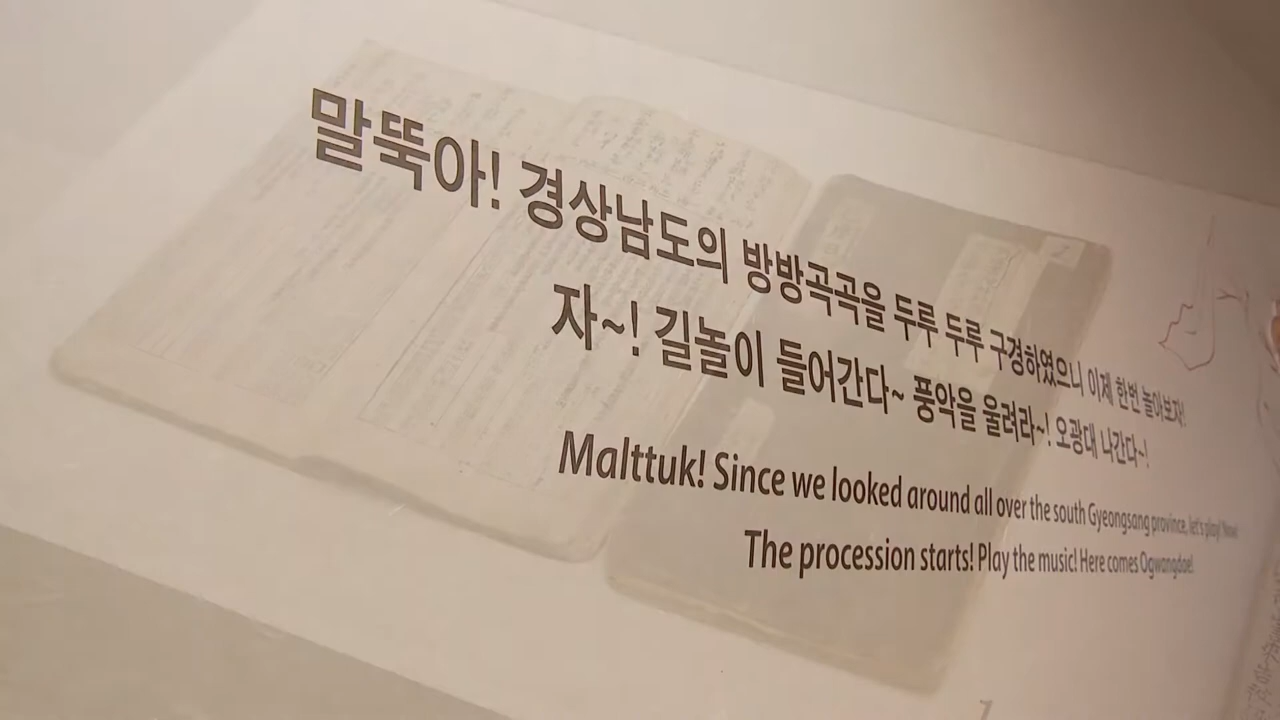 말뚝아! 경상남도의 방방곡곡을 두루 두루 구경하였으니 이제 한번 놀아보자!
자~! 길놀이 들어간다~ 풍악을 울려라~! 오광대 나간다~!
Malttuk! Since we looked around all over the south Gyeongsang province, let's play! Now!
The procession starts! Play the music! Here comes Ogwangdae!